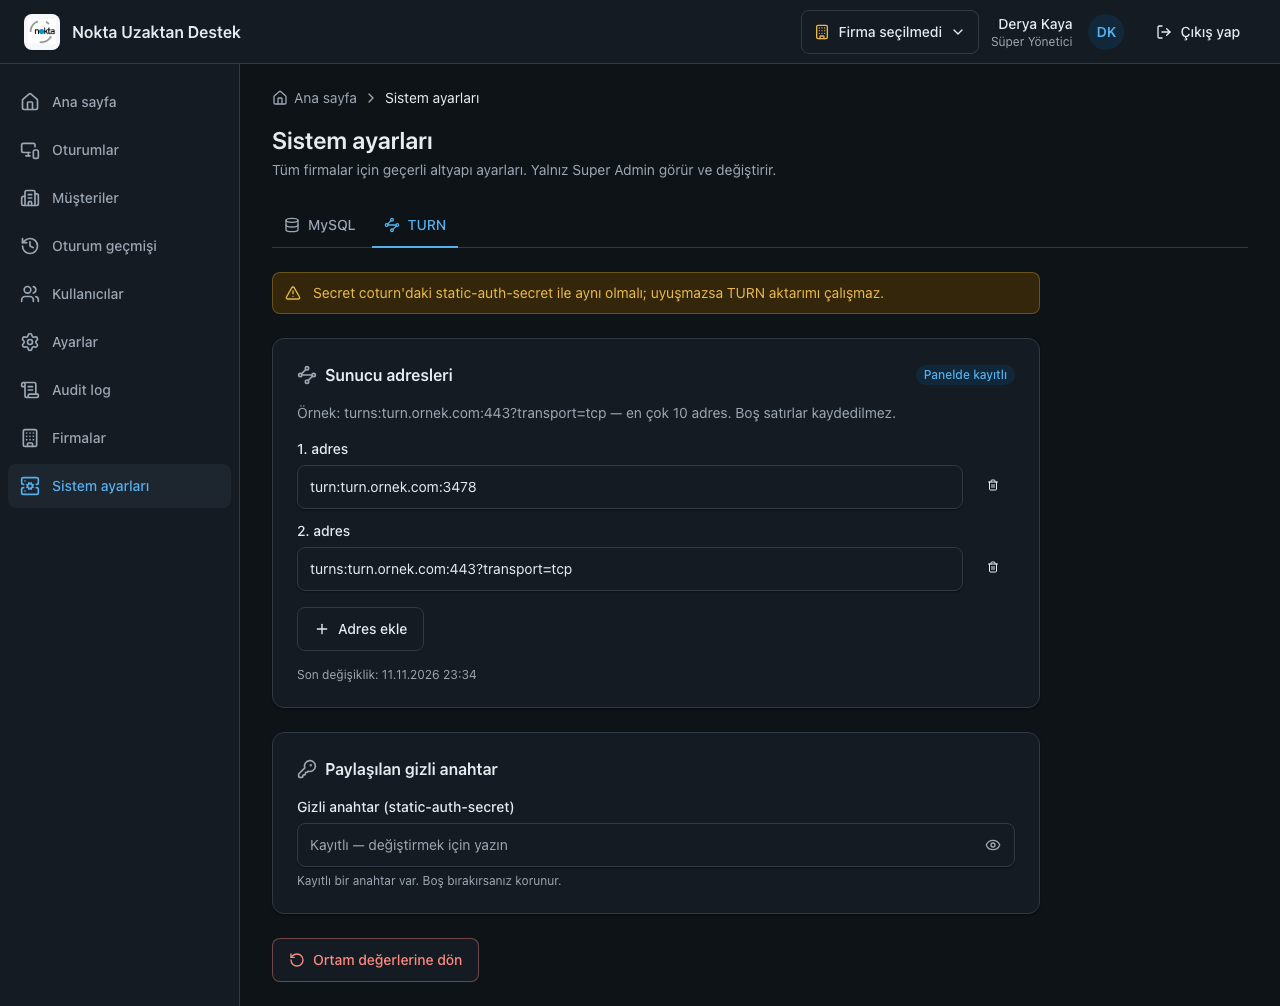 nokta
Nokta Uzaktan Destek
Firma seçilmedi
Derya Kaya
Süper Yönetici
DK
Çıkış yap
Ana sayfa
Oturumlar
Müşteriler
Oturum geçmişi
Kullanıcılar
Ayarlar
Audit log
Firmalar
Sistem ayarları
Ana sayfa
Sistem ayarları
Sistem ayarları
Tüm firmalar için geçerli altyapı ayarları. Yalnız Super Admin görür ve değiştirir.
MySQL
TURN
Secret coturn'daki static-auth-secret ile aynı olmalı; uyuşmazsa TURN aktarımı çalışmaz.
Sunucu adresleri
Panelde kayıtlı
Örnek: turns:turn.ornek.com:443?transport=tcp — en çok 10 adres. Boş satırlar kaydedilmez.
1. adres
turn:turn.ornek.com:3478
2. adres
turns:turn.ornek.com:443?transport=tcp
Adres ekle
Son değişiklik: 11.11.2026 23:34
Paylaşılan gizli anahtar
Gizli anahtar (static-auth-secret)
Kayıtlı — değiştirmek için yazın
Kayıtlı bir anahtar var. Boş bırakırsanız korunur.
Ortam değerlerine dön